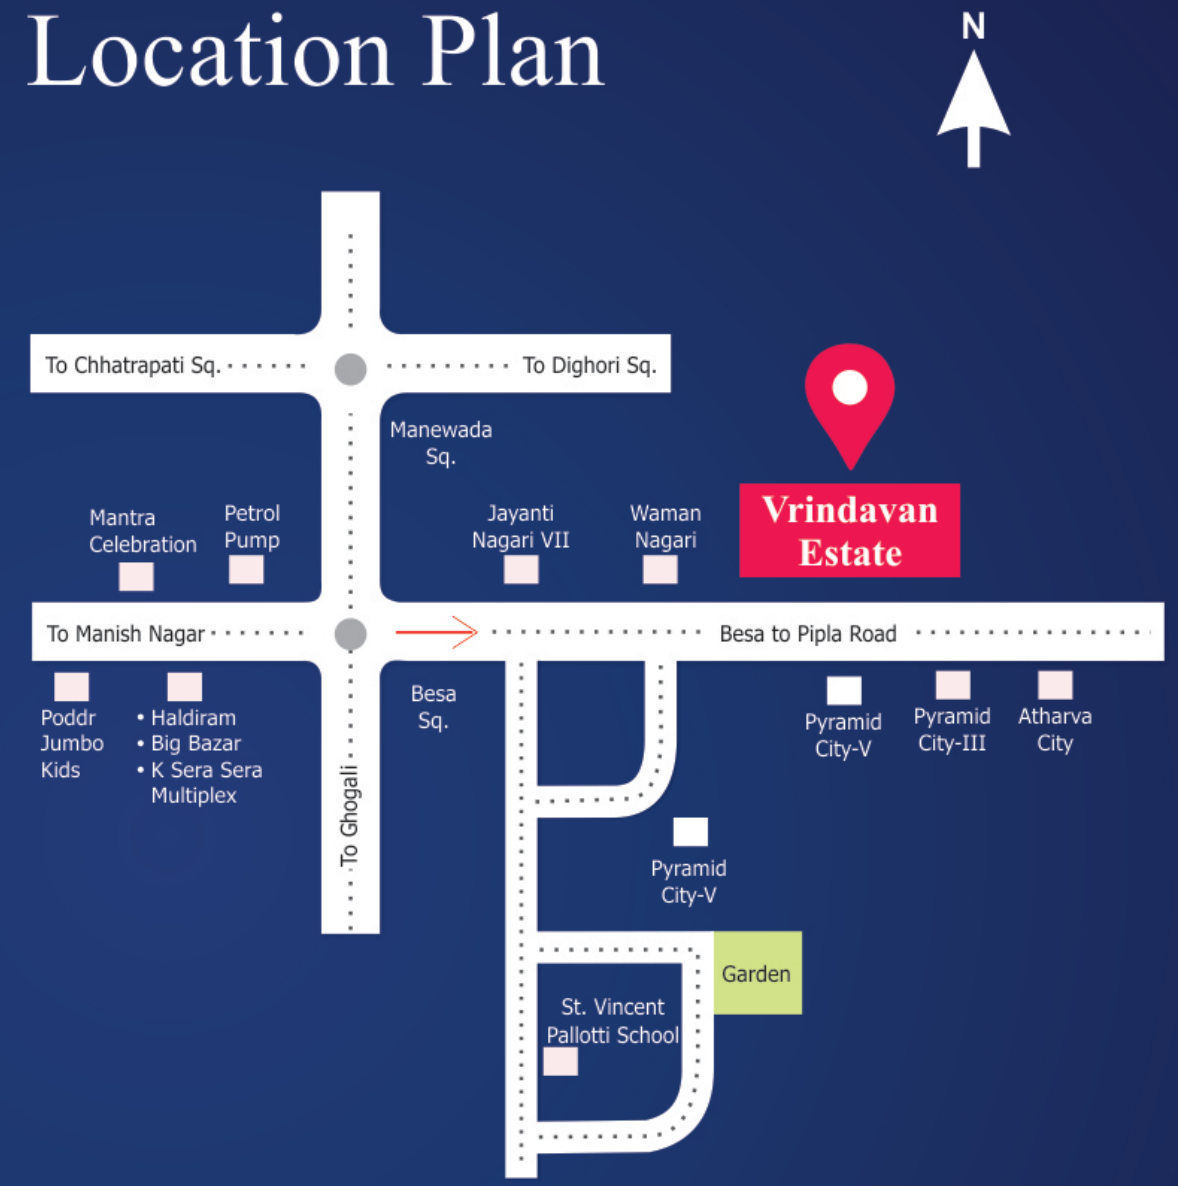 Location Plan
N
To Chhatrapati Sq.
To Dighori Sq.
Manewada
Sq.
Mantra
Celebration
Petrol
Pump
Jayanti
Nagari VII
Waman
Nagari
Vrindavan
Estate
To Manish Nagar
Besa to Pipla Road
Poddr
Jumbo
Kids
• Haldiram
• Big Bazar
• K Sera Sera
Multiplex
Besa
Sq.
To Ghogali
Pyramid
City-V
Pyramid
City-III
Atharva
City
Pyramid
City-V
Garden
St. Vincent
Pallotti School